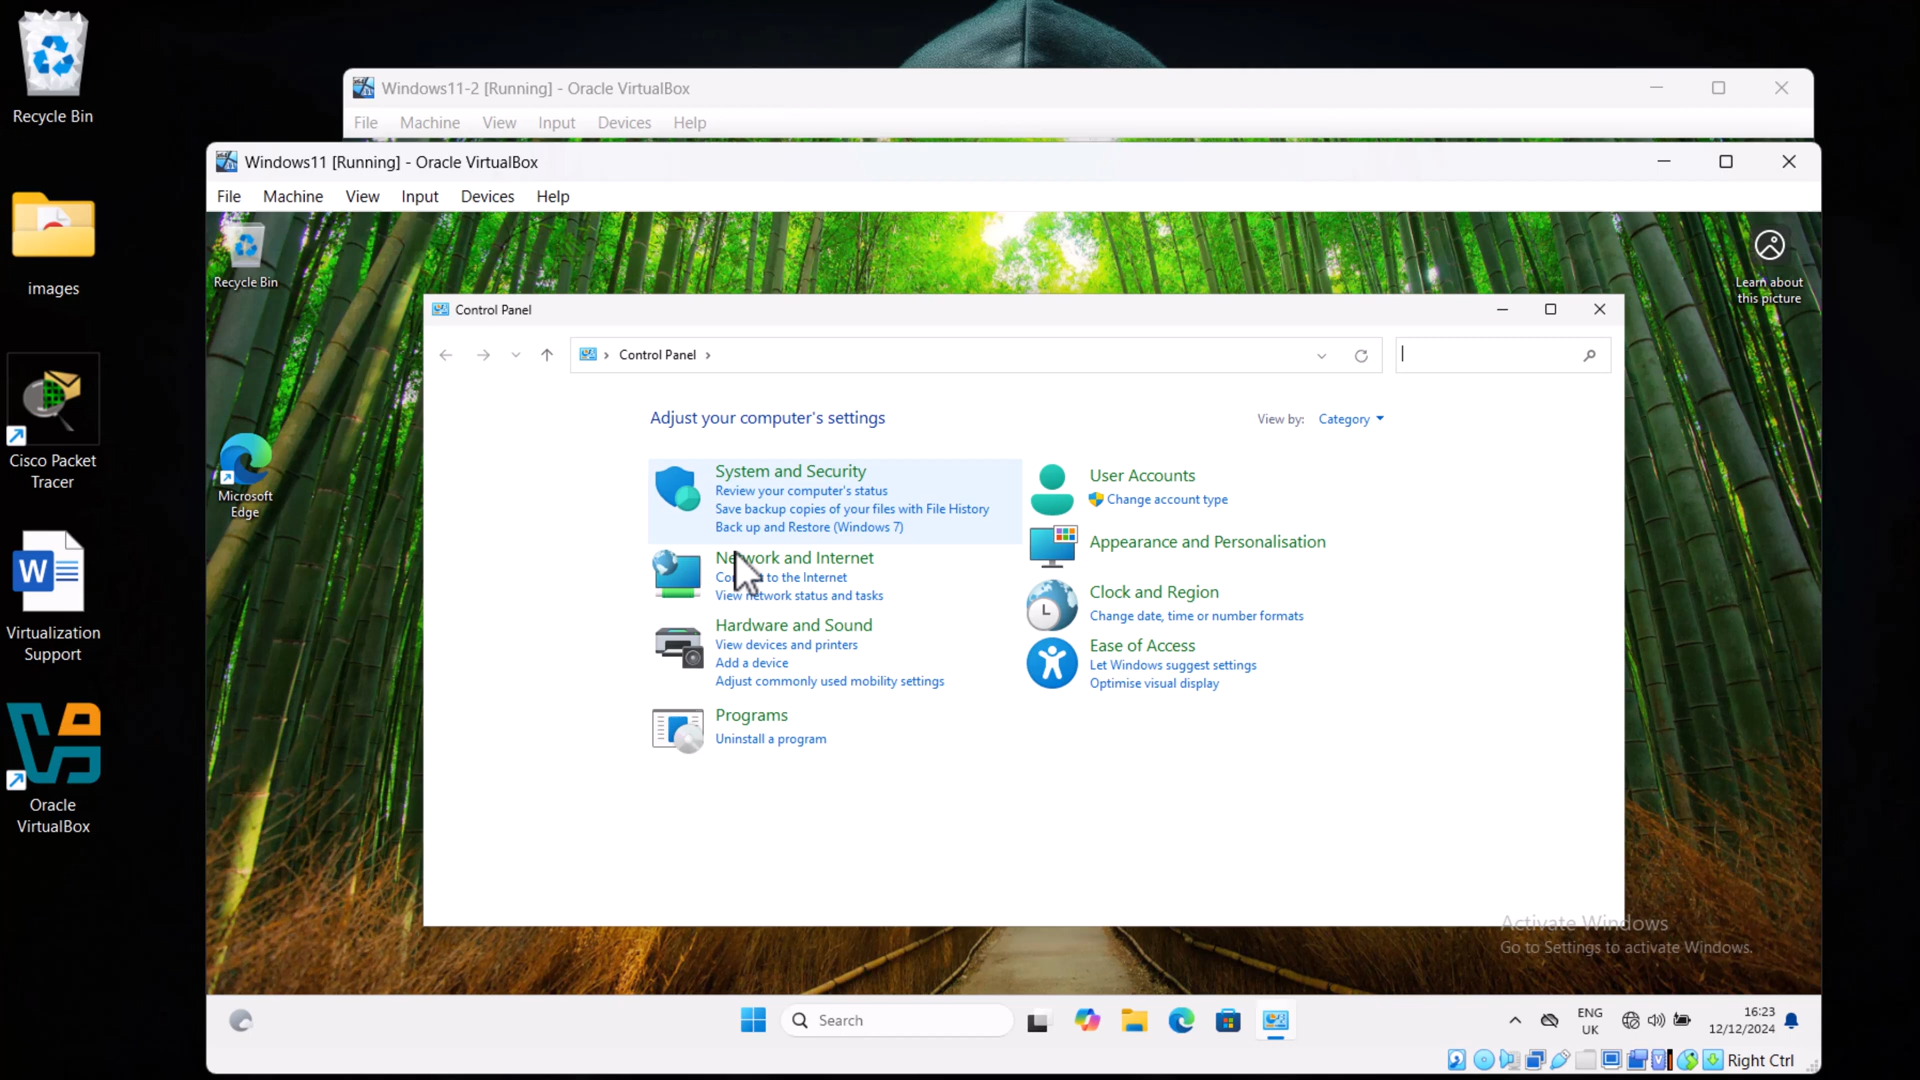 Recycle Bin
images
Cisco Packet
Tracer
Virtualization
Support
Oracle
VirtualBox
Windows11-2 [Running] - Oracle VirtualBox
File Machine View Input Devices Help
Windows11 [Running] - Oracle VirtualBox
File Machine View Input Devices Help
Recycle Bin
Microsoft
Edge
Learn about
this picture
Control Panel
Control Panel
Adjust your computer's settings
View by: Category
System and Security
Review your computer's status
Save backup copies of your files with File History
Back up and Restore (Windows 7)
Network and Internet
to the Internet
View network status and tasks
Hardware and Sound
View devices and printers
Add a device
Adjust commonly used mobility settings
Programs
Uninstall a program
User Accounts
Change account type
Appearance and Personalisation
Clock and Region
Change date, time or number formats
Ease of Access
Let Windows suggest settings
Optimise visual display
Activate Windows
Go to Settings to activate Windows.
Search
ENG
UK
16:23
12/12/2024
Right Ctrl